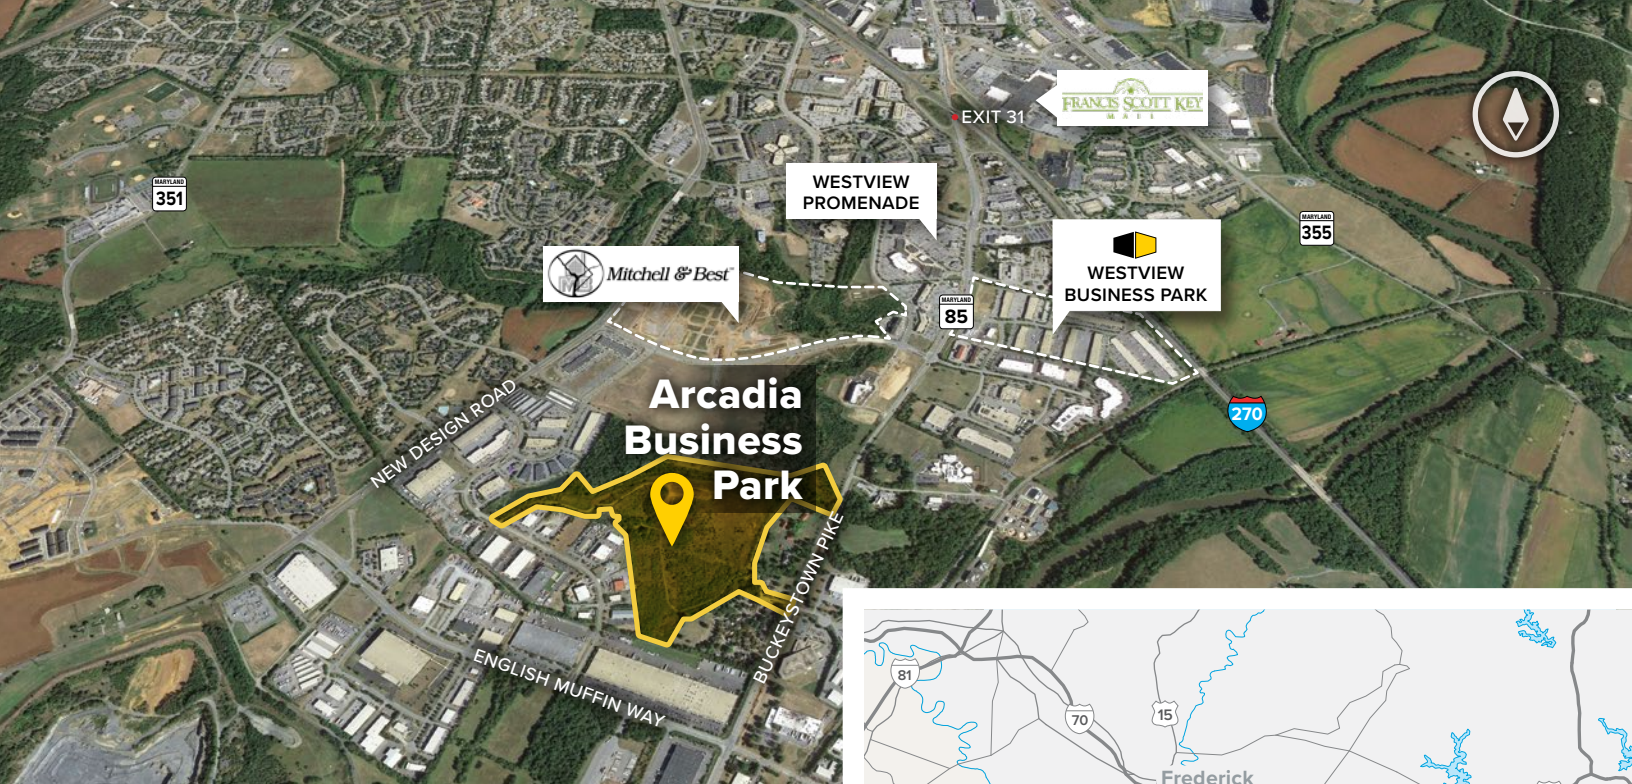 FRANCIS SCOTT KEY
MALL
EXIT 31
WESTVIEW
PROMENADE
MARYLAND
351
MARYLAND
355
Mitchell & Best™
WESTVIEW
BUSINESS PARK
MARYLAND
85
NEW DESIGN ROAD
Arcadia
Business
Park
270
BUCKEYSTOWN PIKE
ENGLISH MUFFIN WAY
81
70
15
Frederick